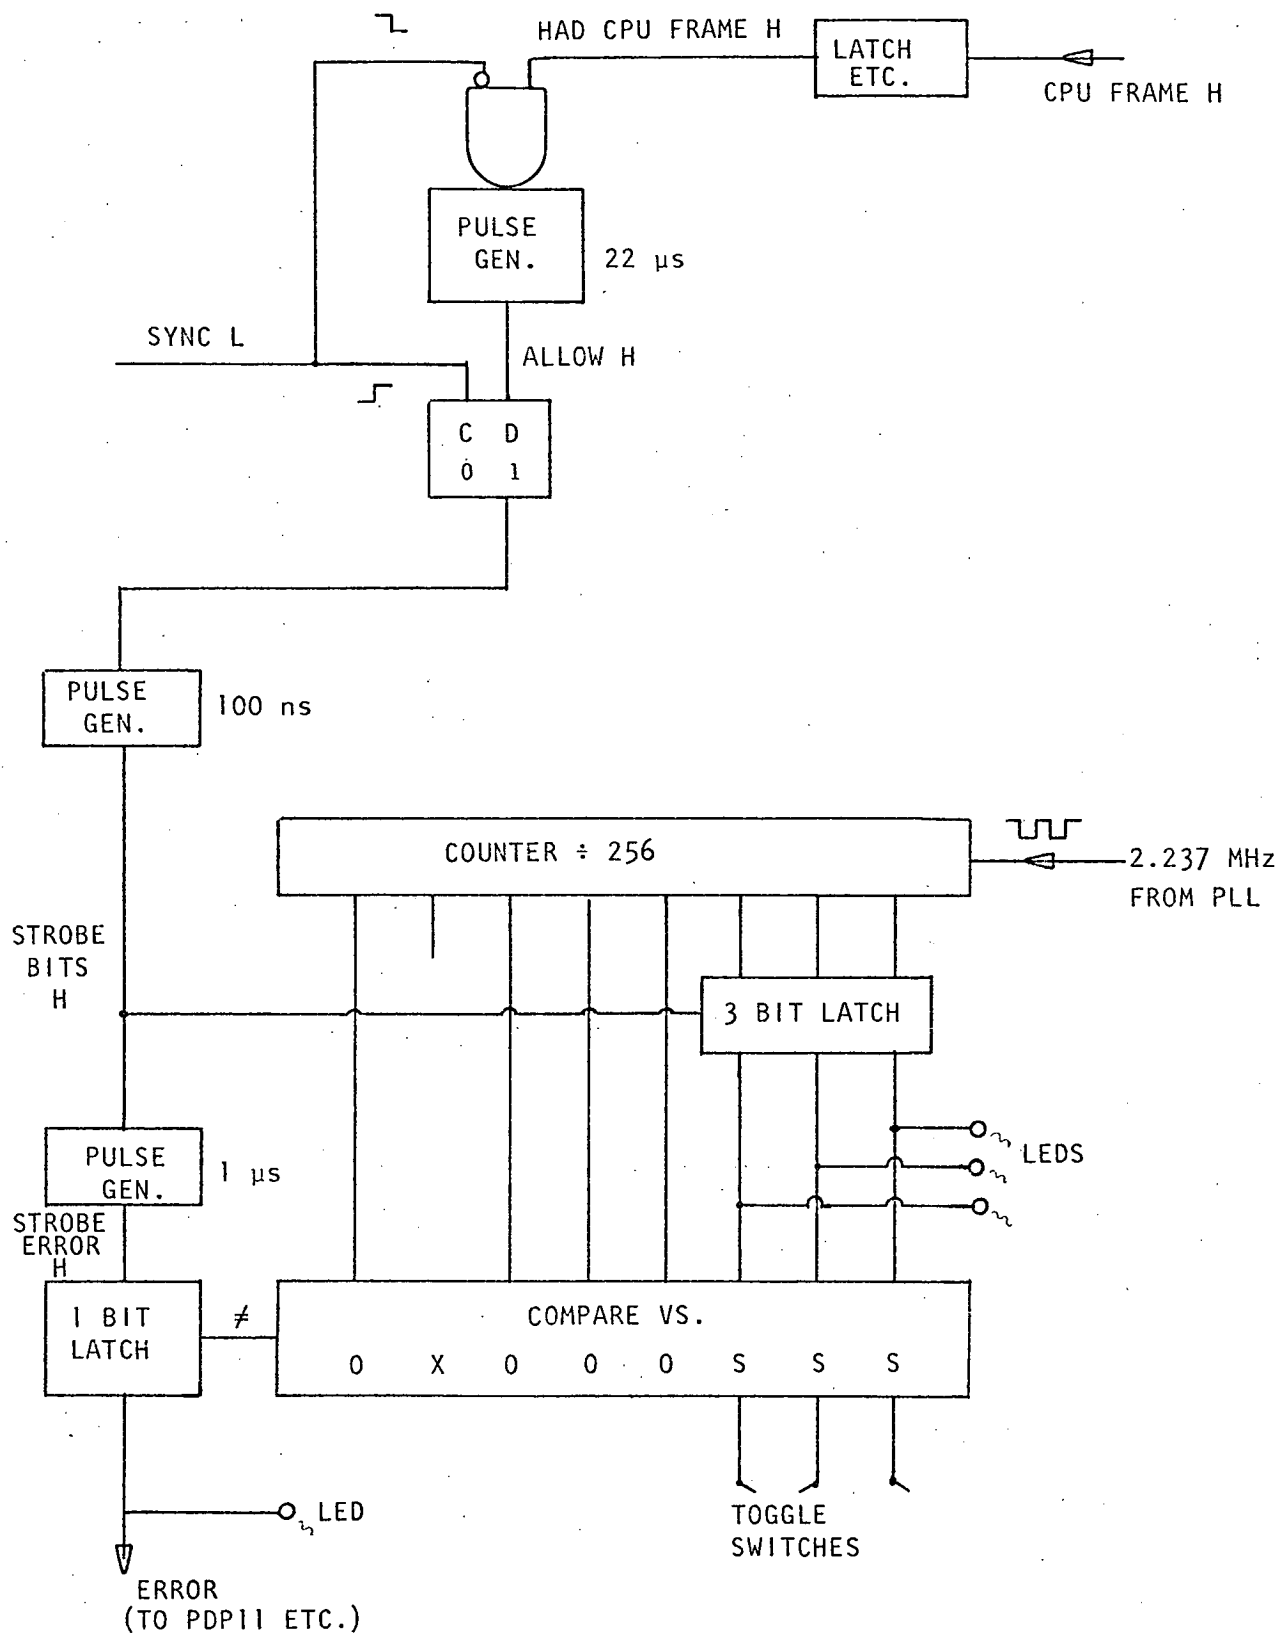 HAD CPU FRAME H
LATCH
ETC.
CPU FRAME H
PULSE
GEN.
22 μs
SYNC L
ALLOW H
C D
0 1
PULSE
GEN.
100 ns
COUNTER ÷ 256
2.237 MHz
FROM PLL
STROBE
BITS
H
3 BIT LATCH
LEDS
PULSE
GEN.
1 μs
STROBE
ERROR
H
1 BIT
LATCH
≠
COMPARE VS.
0 X 0 0 0 S S S
TOGGLE
SWITCHES
LED
ERROR
(TO PDP11 ETC.)